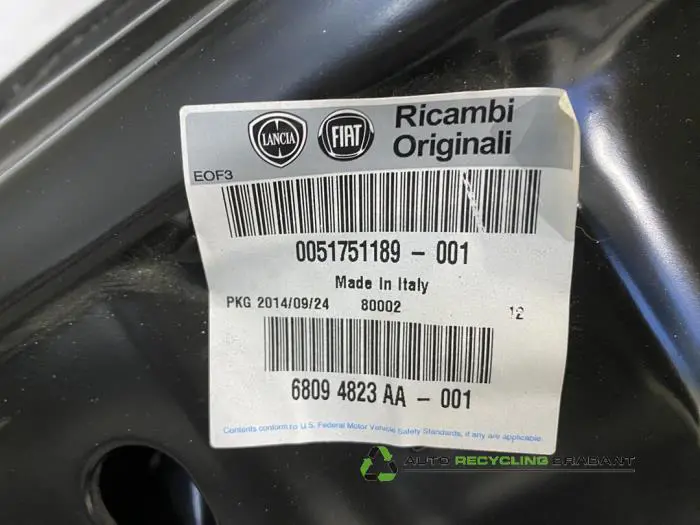 LANCIA FIAT Ricambi
Originali
EOF3
0051751189 - 001
Made In Italy
PKG 2014/09/24 80002 12
6809 4823 AA - 001
Contents conform to U.S. Federal Motor Vehicle Safety Standards, if any are applicable.
AUTO RECYCLING BRABANT